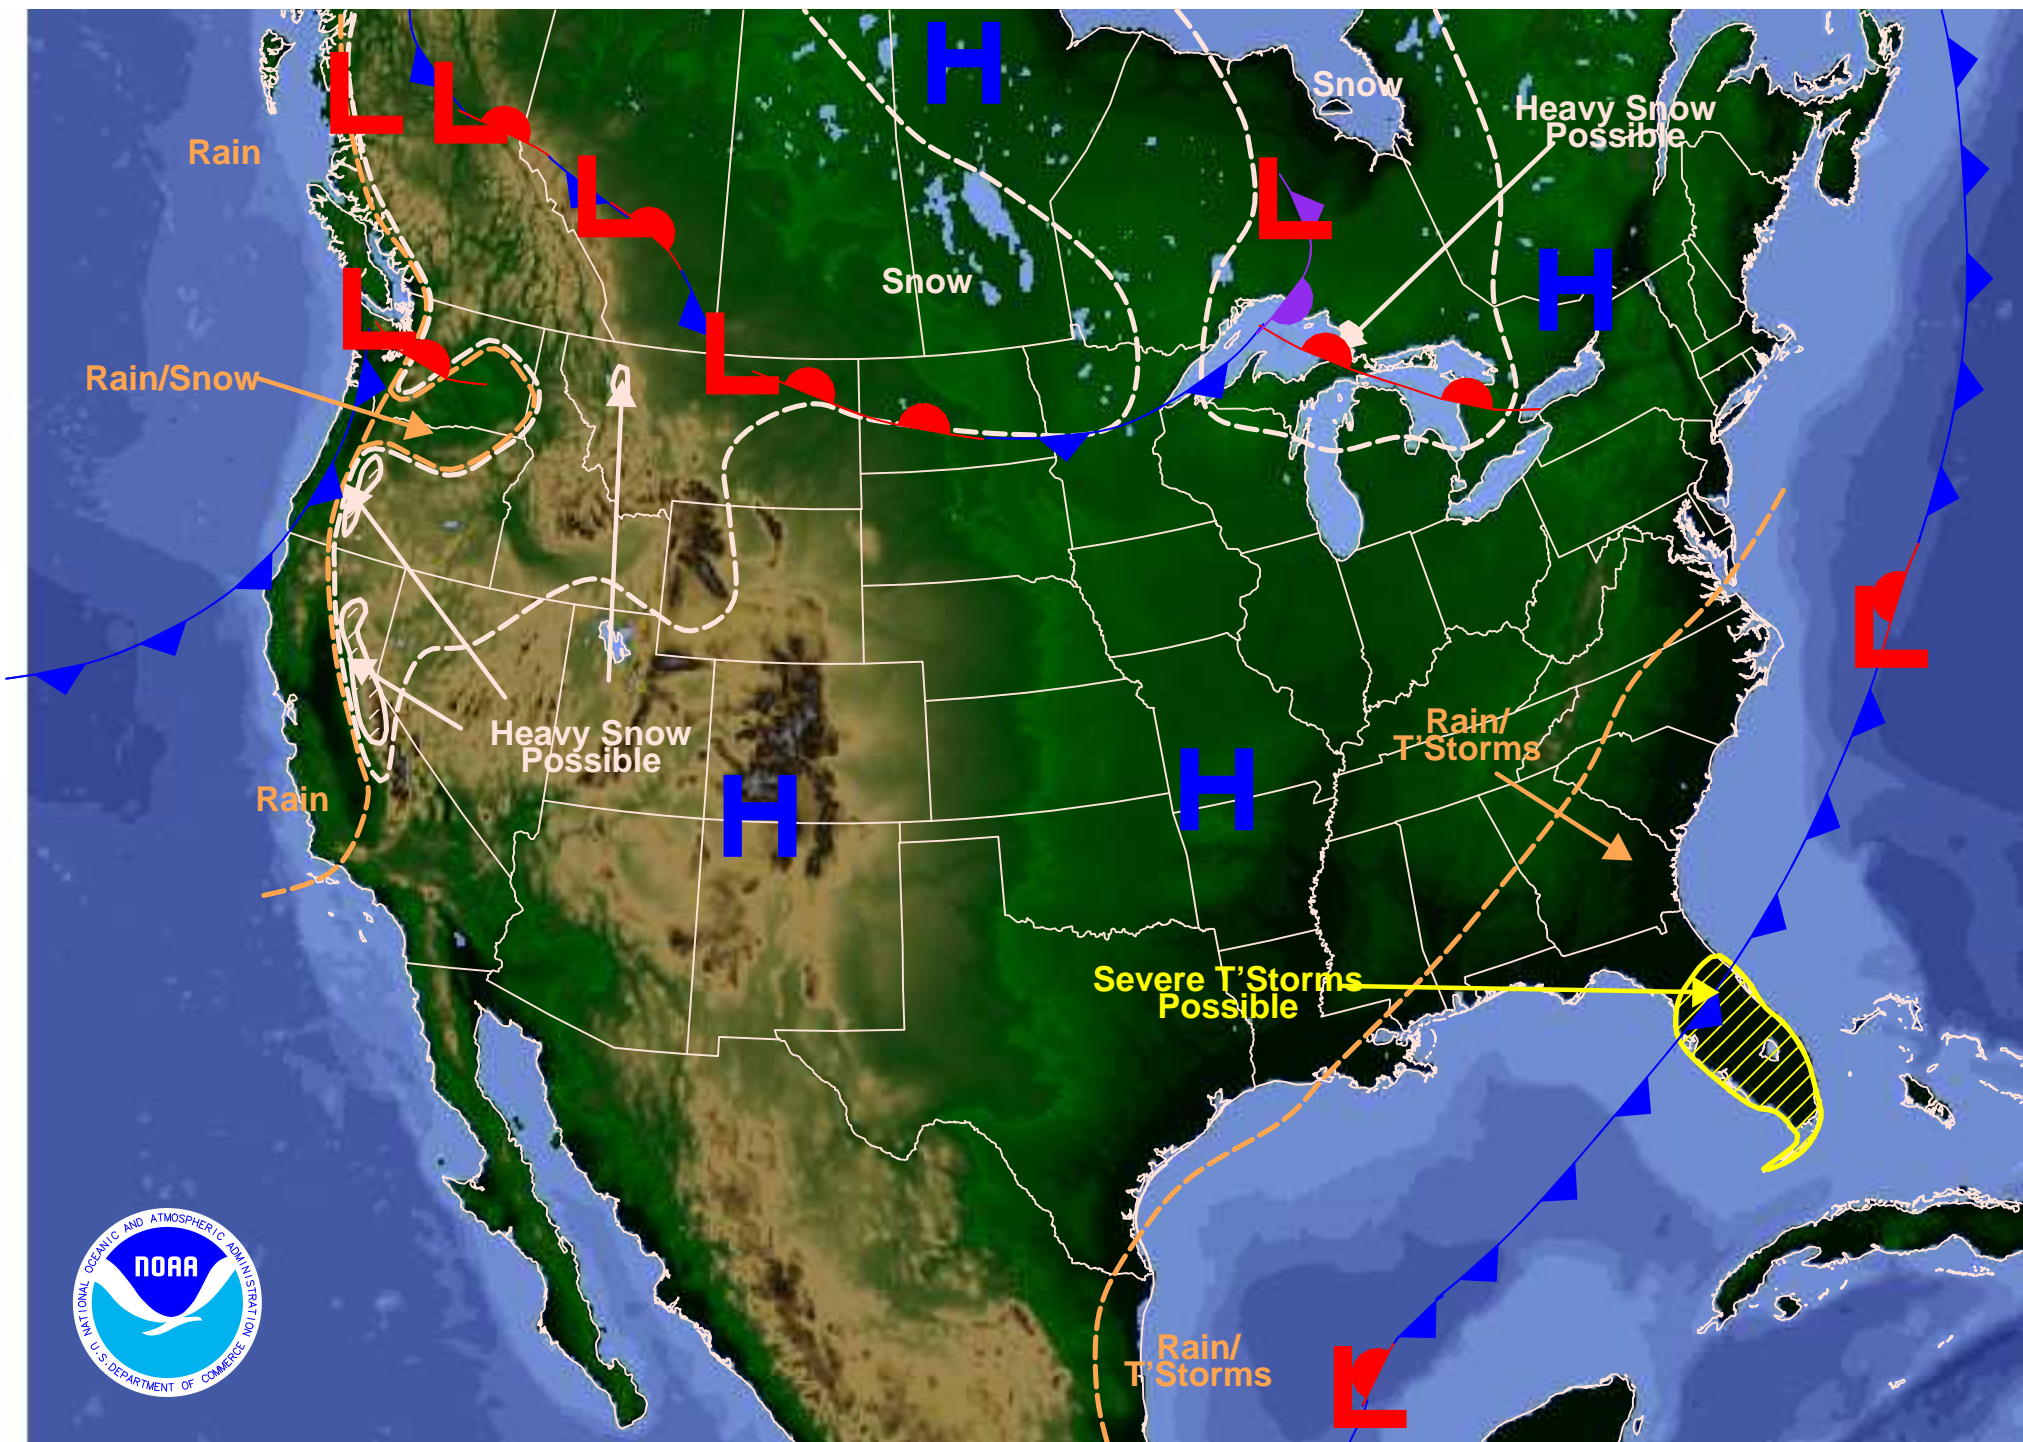 H
Snow
Heavy Snow
Possible
L
L
Rain
L
L
Snow
H
L
Rain/Snow
L
L
Rain/
T'Storms
Heavy Snow
Possible
H
H
Rain
Severe T'Storms
Possible
NATIONAL OCEANIC AND ATMOSPHERIC ADMINISTRATION
NOAA
U.S. DEPARTMENT OF COMMERCE
Rain/
T'Storms
L